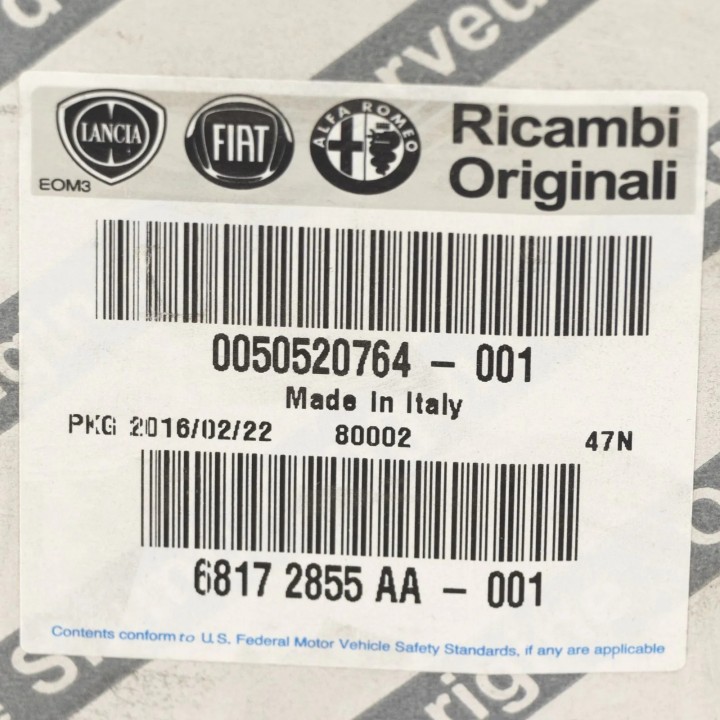 rved
LANCIA
FIAT
ALFA ROMEO
Ricambi
Originali
EOM3
0050520764 – 001
Made in Italy
PKG 2016/02/22 80002 47N
6817 2855 AA – 001
Contents conform to U.S. Federal Motor Vehicle Safety Standards, if any are applicable